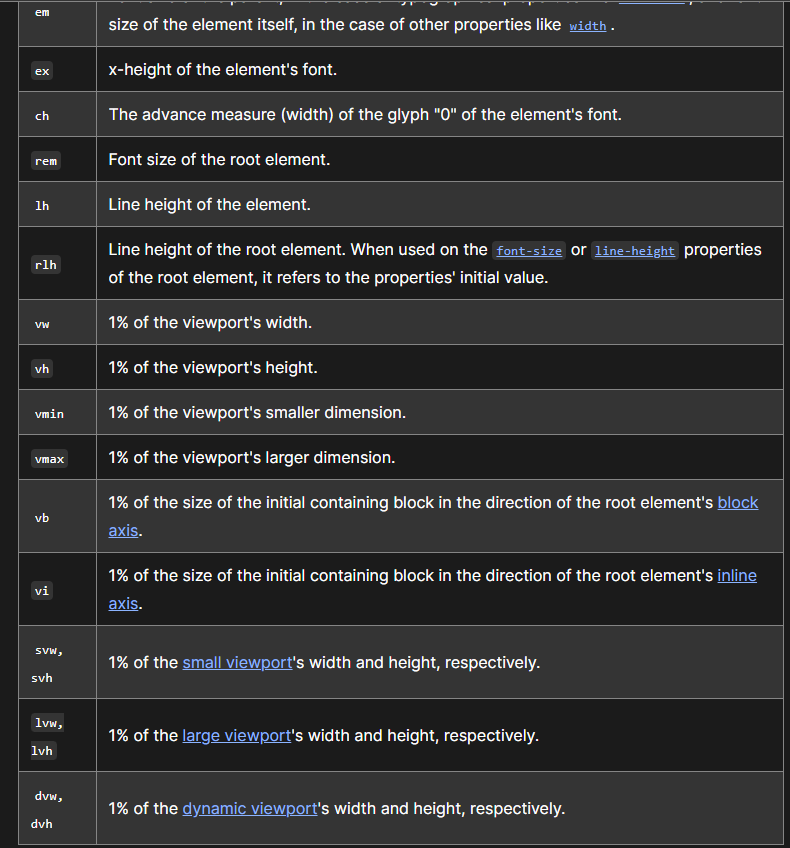 em
size of the element itself, in the case of other properties like width .
ex
x-height of the element's font.
ch
The advance measure (width) of the glyph "0" of the element's font.
rem
Font size of the root element.
lh
Line height of the element.
rlh
Line height of the root element. When used on the font-size or line-height properties
of the root element, it refers to the properties' initial value.
vw
1% of the viewport's width.
vh
1% of the viewport's height.
vmin
1% of the viewport's smaller dimension.
vmax
1% of the viewport's larger dimension.
vb
1% of the size of the initial containing block in the direction of the root element's block
axis.
vi
1% of the size of the initial containing block in the direction of the root element's inline
axis.
svw,
svh
1% of the small viewport's width and height, respectively.
lvw,
lvh
1% of the large viewport's width and height, respectively.
dvw,
dvh
1% of the dynamic viewport's width and height, respectively.